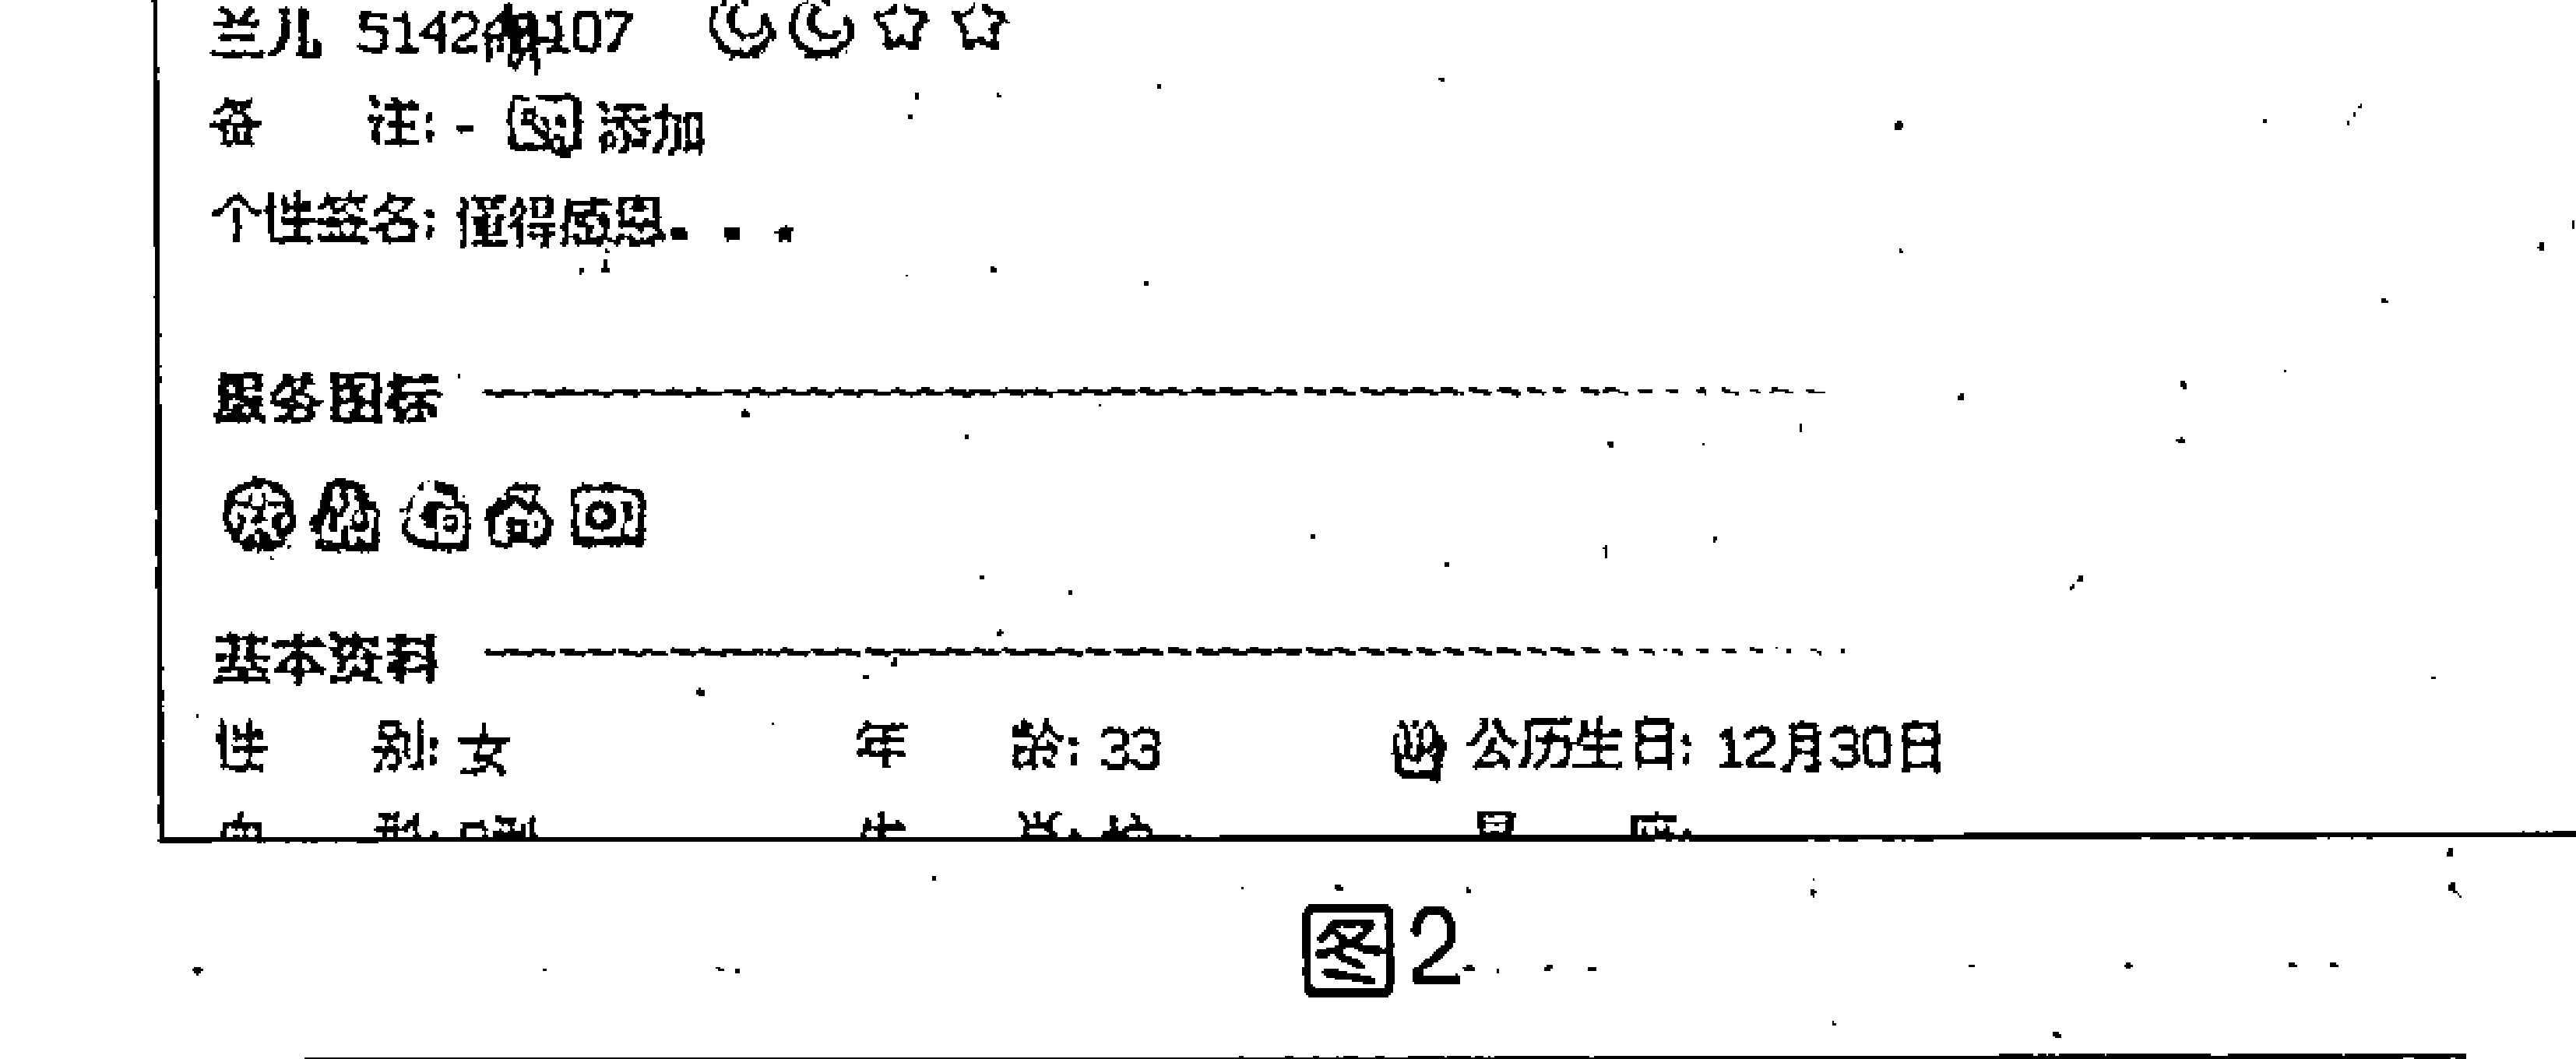 兰儿 514240107
备 注: - 添加
个性签名: 懂得感恩...
服务图标
基本资料
性 别: 女 年 龄: 33 公历生日: 12月30日
图2